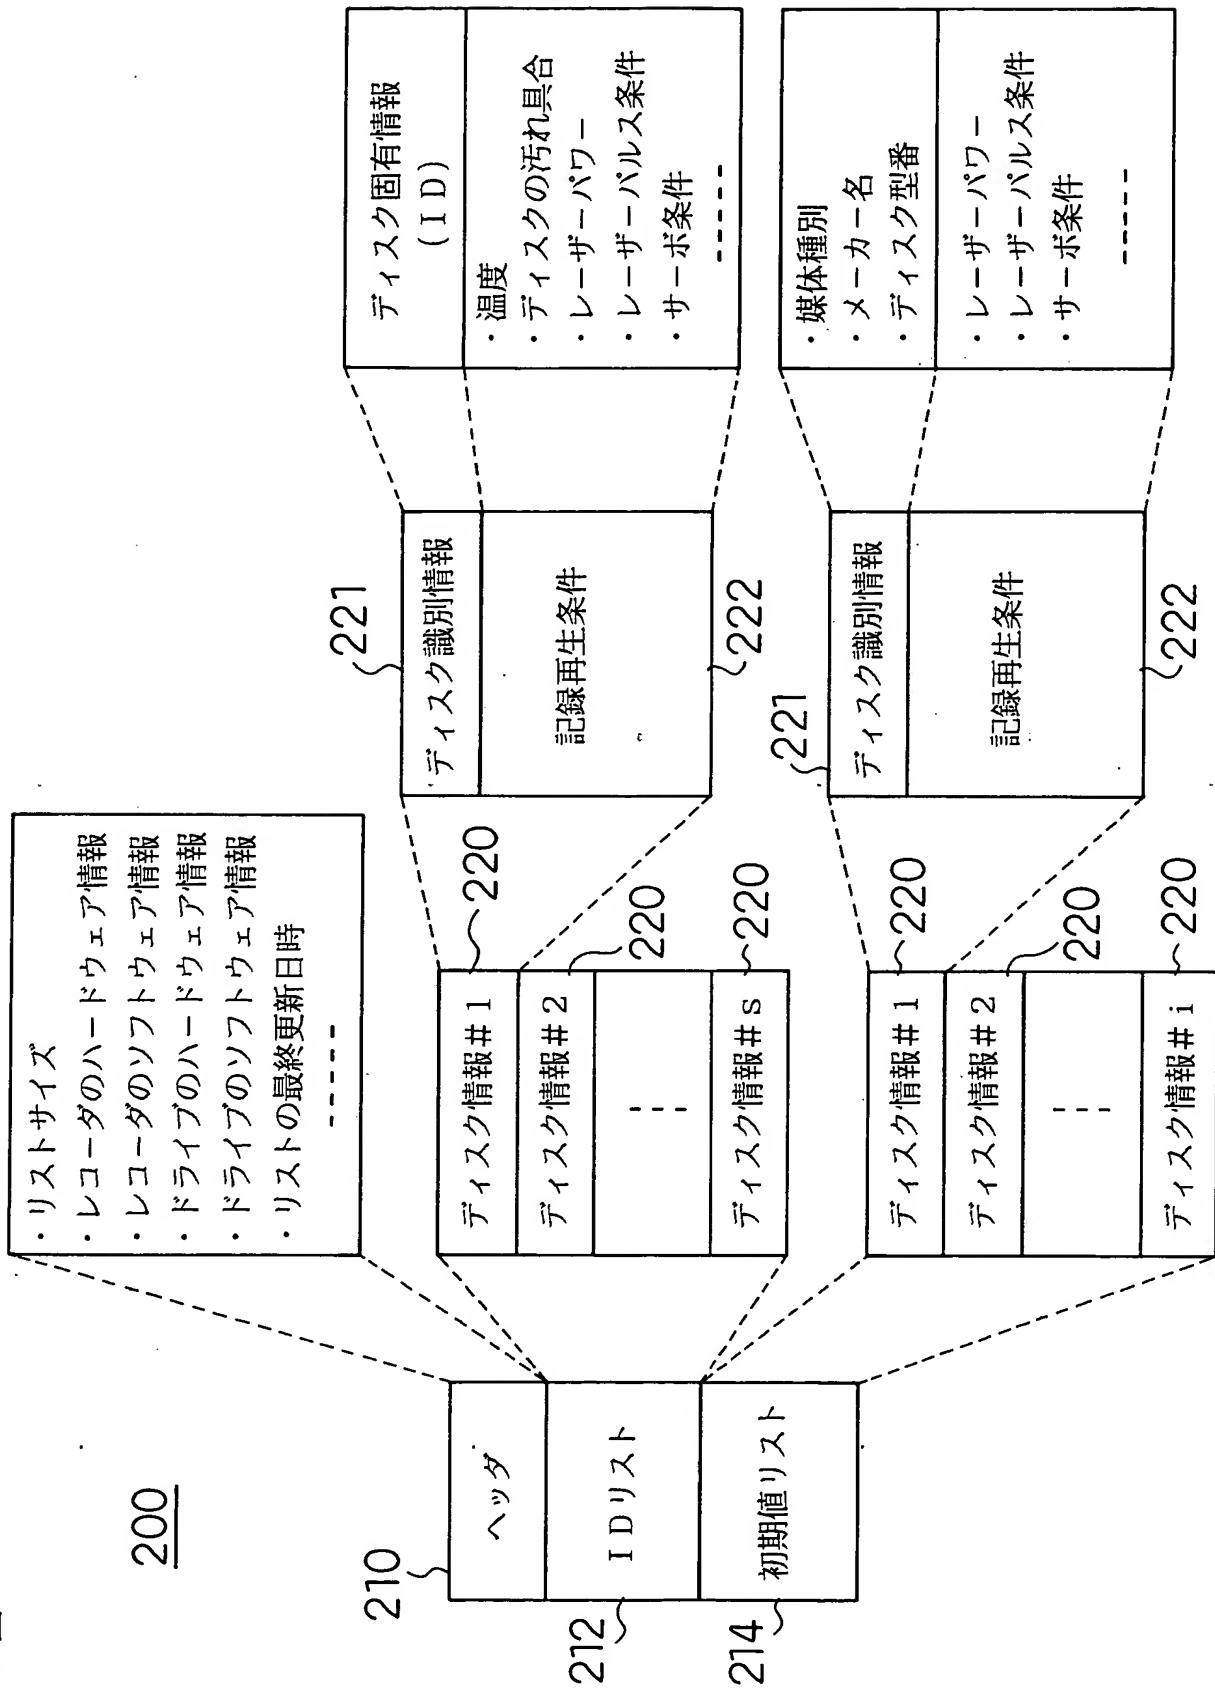 200
210
ヘッダ
212
IDリスト
214
初期値リスト
・リストサイズ
・レコーダのハードウェア情報
・レコーダのソフトウェア情報
・ドライブのハードウェア情報
・ドライブのソフトウェア情報
・リストの最終更新日時
ディスク情報#1
220
ディスク情報#2
220
ディスク情報#s
220
ディスク情報#1
220
ディスク情報#2
220
ディスク情報#i
220
221
ディスク識別情報
記録再生条件
222
221
ディスク識別情報
記録再生条件
222
ディスク固有情報
(ID)
・温度
・ディスクの汚れ具合
・レーザーパワー
・レーザーパルス条件
・サーボ条件
・媒体種別
・メーカー名
・ディスク型番
・レーザーパワー
・レーザーパルス条件
・サーボ条件